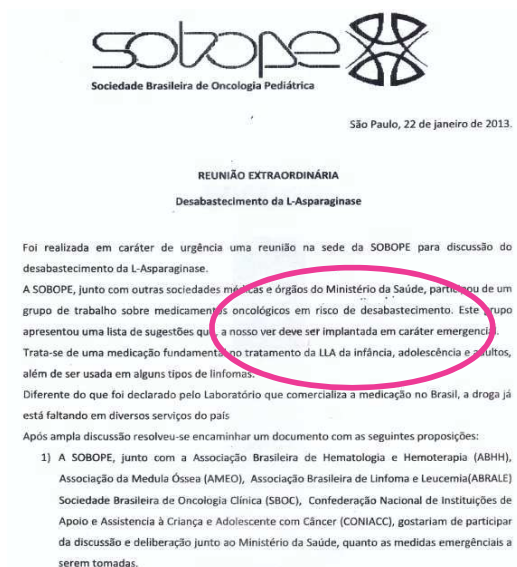 sobope
Sociedade Brasileira de Oncologia Pediátrica
São Paulo, 22 de janeiro de 2013.
REUNIÃO EXTRAORDINÁRIA
Desabastecimento da L-Asparaginase
Foi realizada em caráter de urgência uma reunião na sede da SOBOPE para discussão do
desabastecimento da L-Asparaginase.
A SOBOPE, junto com outras sociedades médicas e órgãos do Ministério da Saúde, participou de um
grupo de trabalho sobre medicamentos oncológicos em risco de desabastecimento. Este grupo
apresentou uma lista de sugestões que, a nosso ver deve ser implantada em caráter emergencial.
Trata-se de uma medicação fundamental no tratamento da LLA da infância, adolescência e adultos,
além de ser usada em alguns tipos de linfomas.
Diferente do que foi declarado pelo Laboratório que comercializa a medicação no Brasil, a droga já
está faltando em diversos serviços do país
Após ampla discussão resolveu-se encaminhar um documento com as seguintes proposições:
1) A SOBOPE, junto com a Associação Brasileira de Hematologia e Hemoterapia (ABHH),
Associação da Medula Óssea (AMEO), Associação Brasileira de Linfoma e Leucemia(ABRALE)
Sociedade Brasileira de Oncologia Clínica (SBOC), Confederação Nacional de Instituições de
Apoio e Assistencia à Criança e Adolescente com Câncer (CONIACC), gostariam de participar
da discussão e deliberação junto ao Ministério da Saúde, quanto as medidas emergênciais a
serem tomadas.